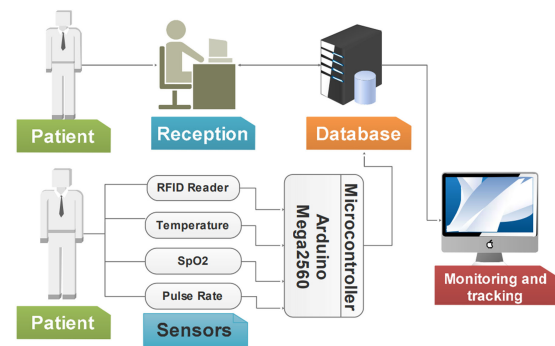 Patient
Reception
Database
RFID Reader
Temperature
SpO2
Pulse Rate
Microcontroller
Arduino
Mega2560
Monitoring and
tracking
Patient
Sensors